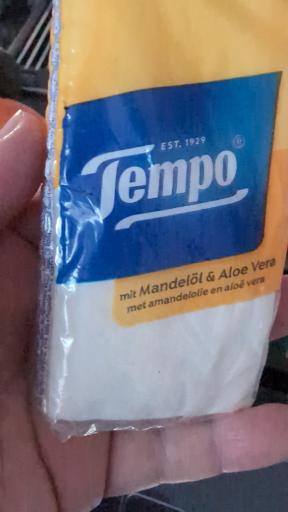 EST. 1929
Tempo®
mit Mandelöl & Aloe Vera
met amandelolie en aloë vera